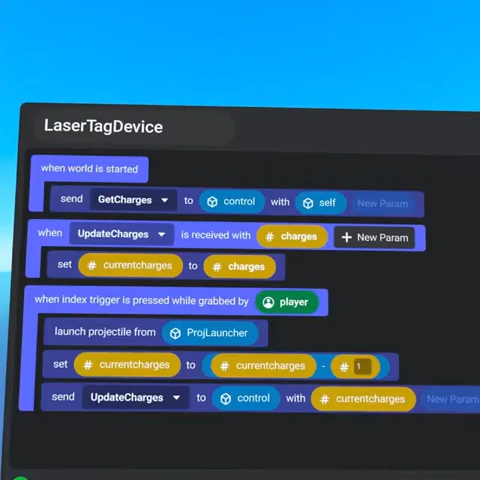 LaserTagDevice
when world is started
send GetCharges to control with self New Param
when UpdateCharges is received with # charges + New Param
set # currentcharges to # charges
when index trigger is pressed while grabbed by player
launch projectile from ProjLauncher
set # currentcharges to # currentcharges - # 1
send UpdateCharges to control with # currentcharges New Param